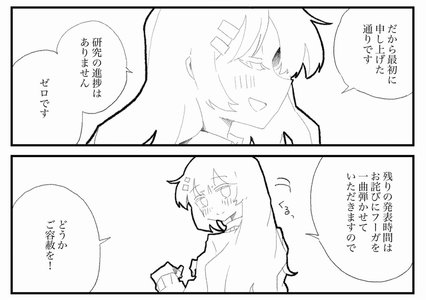 だから最初に
申し上げた
通りです
研究の進捗は
ありません
ゼロです
残りの発表時間は
お詫びにフーガを
一曲弾かせて
いただきますので
くるっ
どうか
ご容赦を！